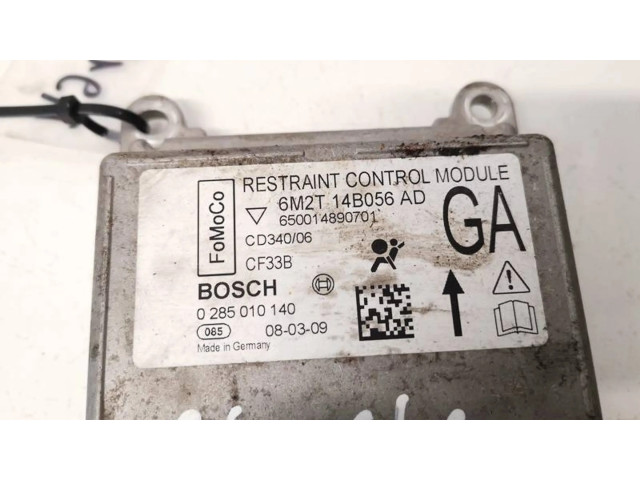 RESTRAINT CONTROL MODULE
FoMoCo
6M2T 14B056 AD
650014890701
GA
CD340/06
CF33B
BOSCH
0 285 010 140
085
08-03-09
Made in Germany